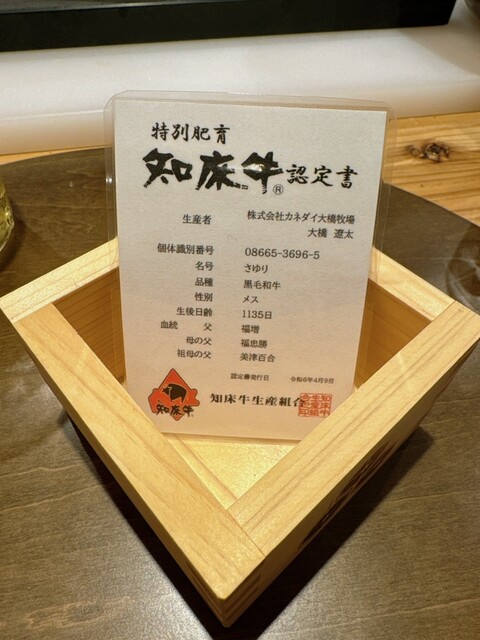 特別肥育
知床牛®認定書
生産者 株式会社カネダイ大橋牧場
大橋 遼太
個体識別番号 08665-3696-5
名号 さゆり
品種 黒毛和牛
性別 メス
生後日齢 1135日
血統 父 福増
母の父 福忠勝
祖母の父 美津百合
認定書発行日 令和6年4月9日
知床牛®
知床牛生産組合